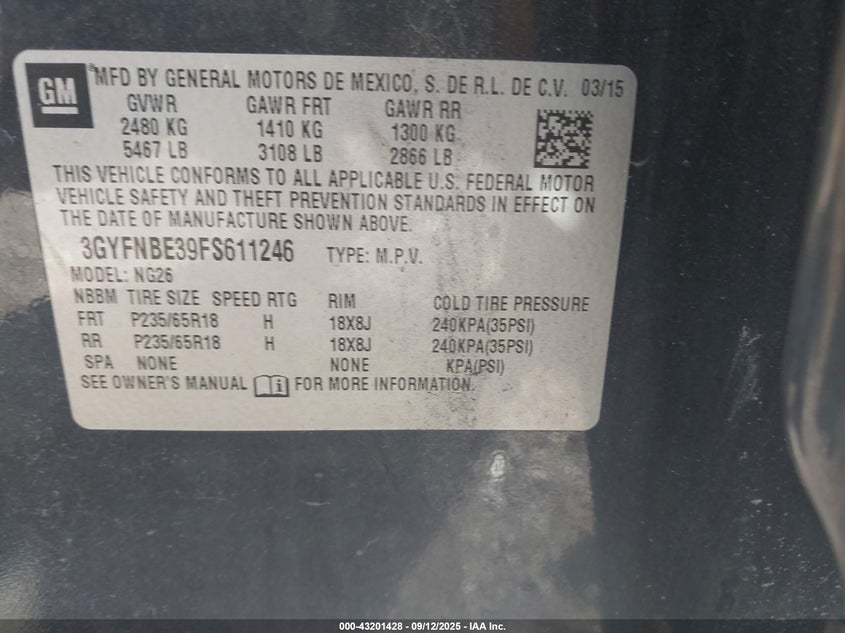 GM
®MFD BY GENERAL MOTORS DE MEXICO, S. DE R.L. DE C.V. 03/15
GVWR GAWR FRT GAWR RR
2480 KG 1410 KG 1300 KG
5467 LB 3108 LB 2866 LB
THIS VEHICLE CONFORMS TO ALL APPLICABLE U.S. FEDERAL MOTOR
VEHICLE SAFETY AND THEFT PREVENTION STANDARDS IN EFFECT ON
THE DATE OF MANUFACTURE SHOWN ABOVE.
3GYFNBE39FS611246 TYPE: M.P.V.
MODEL: NG26
NBBM TIRE SIZE SPEED RTG RIM COLD TIRE PRESSURE
FRT P235/65R18 H 18X8J 240KPA(35PSI)
RR P235/65R18 H 18X8J 240KPA(35PSI)
SPA NONE NONE KPA(PSI)
SEE OWNER'S MANUAL FOR MORE INFORMATION.
000-43201428 - 09/12/2025 - IAA Inc.